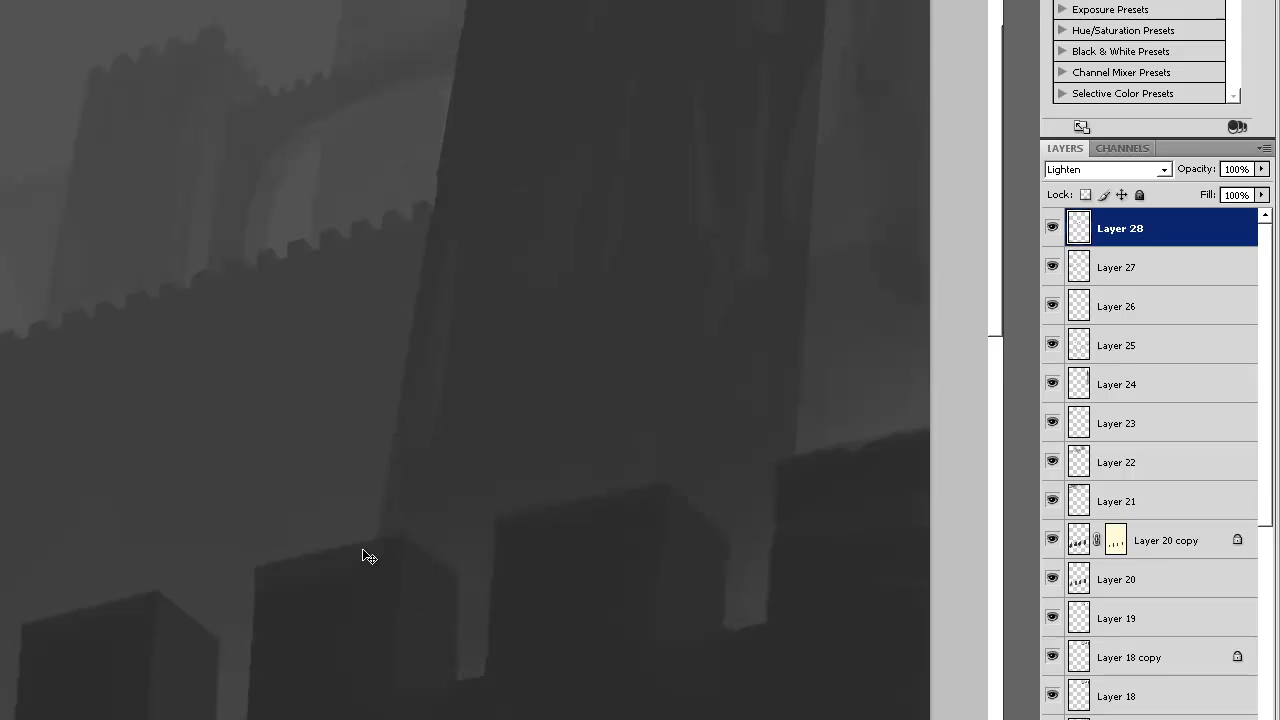 Exposure Presets
Hue/Saturation Presets
Black & White Presets
Channel Mixer Presets
Selective Color Presets
LAYERS CHANNELS
Lighten Opacity: 100%
Lock: Fill: 100%
Layer 28
Layer 27
Layer 26
Layer 25
Layer 24
Layer 23
Layer 22
Layer 21
Layer 20 copy
Layer 20
Layer 19
Layer 18 copy
Layer 18